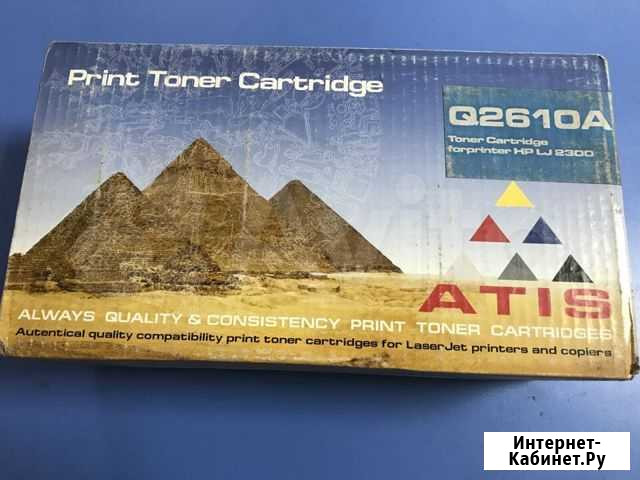 Print Toner Cartridge
Q2610A
Toner Cartridge
forprinter HP LJ 2300
ATIS
ALWAYS QUALITY & CONSISTENCY PRINT TONER CARTRIDGES
Autentical quality compatibility print toner cartridges for LaserJet printers and copiers
Интернет-
Кабинет.Ру